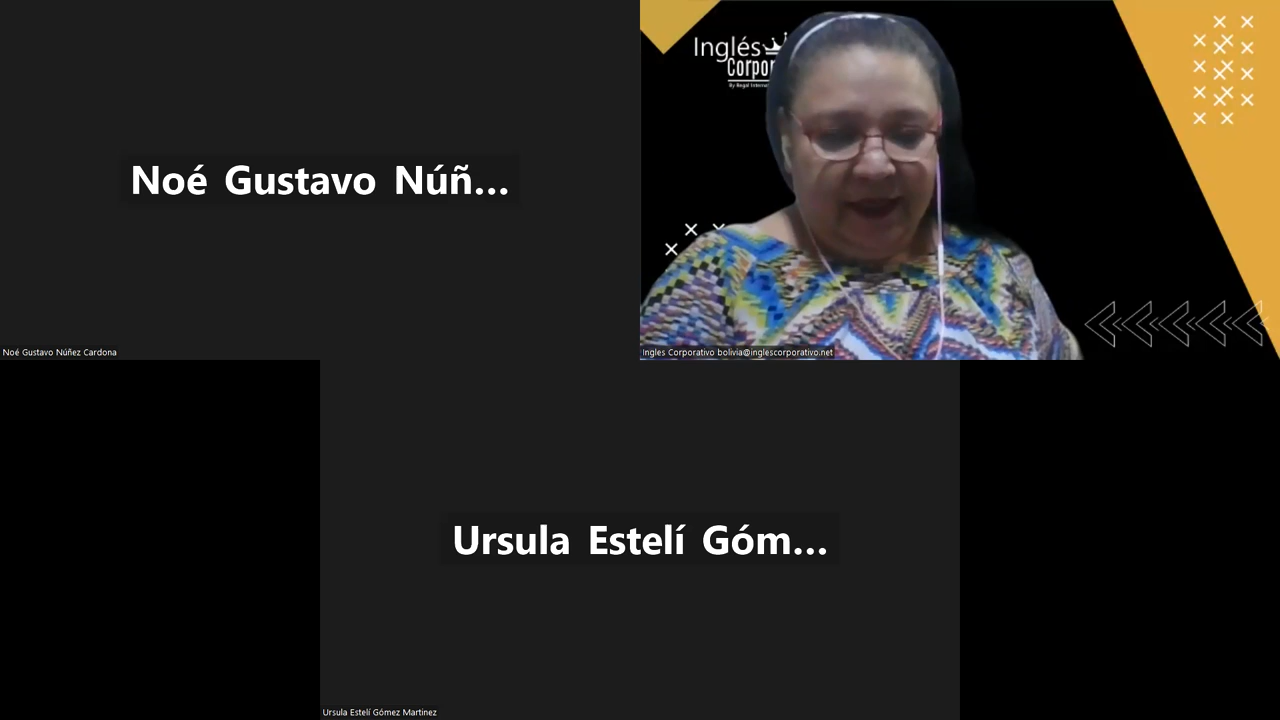 Noé Gustavo Núñ...
Noé Gustavo Núñez Cardona
Inglés
Corpor
Ingles Corporativo bolivia@inglescorporativo.net
Ursula Estelí Góm...
Ursula Estelí Gómez Martinez